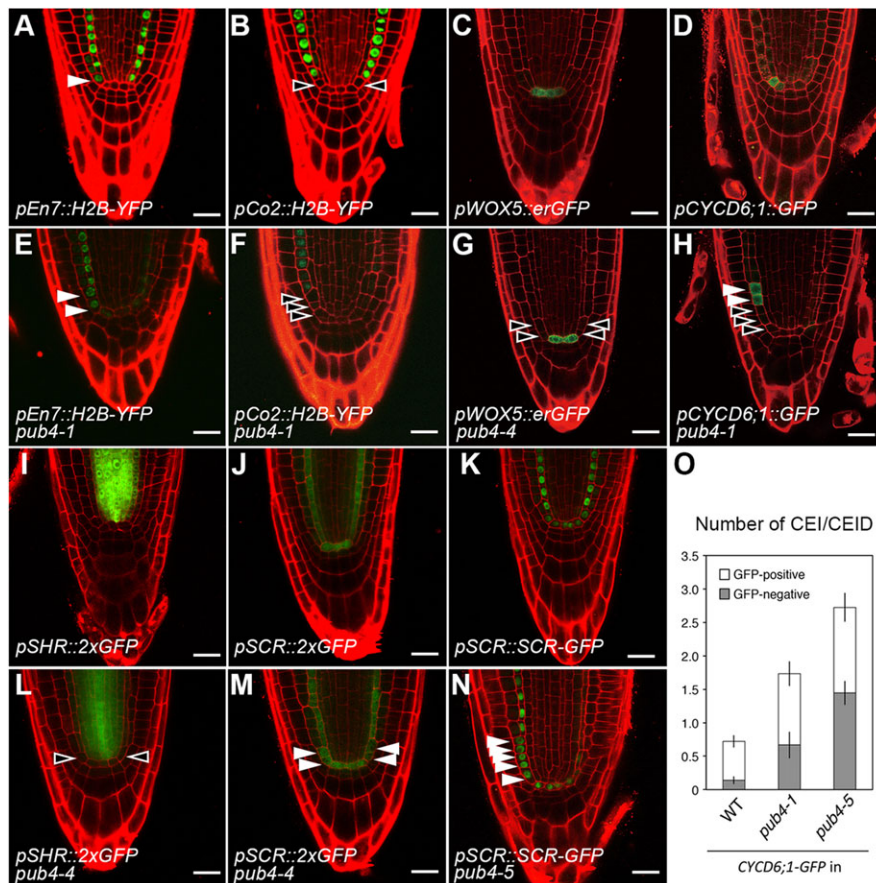 A
B
C
D
pEn7::H2B-YFP
pCo2::H2B-YFP
pWOX5::erGFP
pCYCD6;1::GFP
E
F
G
H
pEn7::H2B-YFP
pub4-1
pCo2::H2B-YFP
pub4-1
pWOX5::erGFP
pub4-4
pCYCD6;1::GFP
pub4-1
I
J
K
O
pSHR::2xGFP
pSCR::2xGFP
pSCR::SCR-GFP
L
M
N
pSHR::2xGFP
pub4-4
pSCR::2xGFP
pub4-4
pSCR::SCR-GFP
pub4-5
Number of CEI/CEID
3.5
3.0
2.5
2.0
1.5
1.0
0.5
0
GFP-positive
GFP-negative
WT
pub4-1
pub4-5
CYCD6;1-GFP in